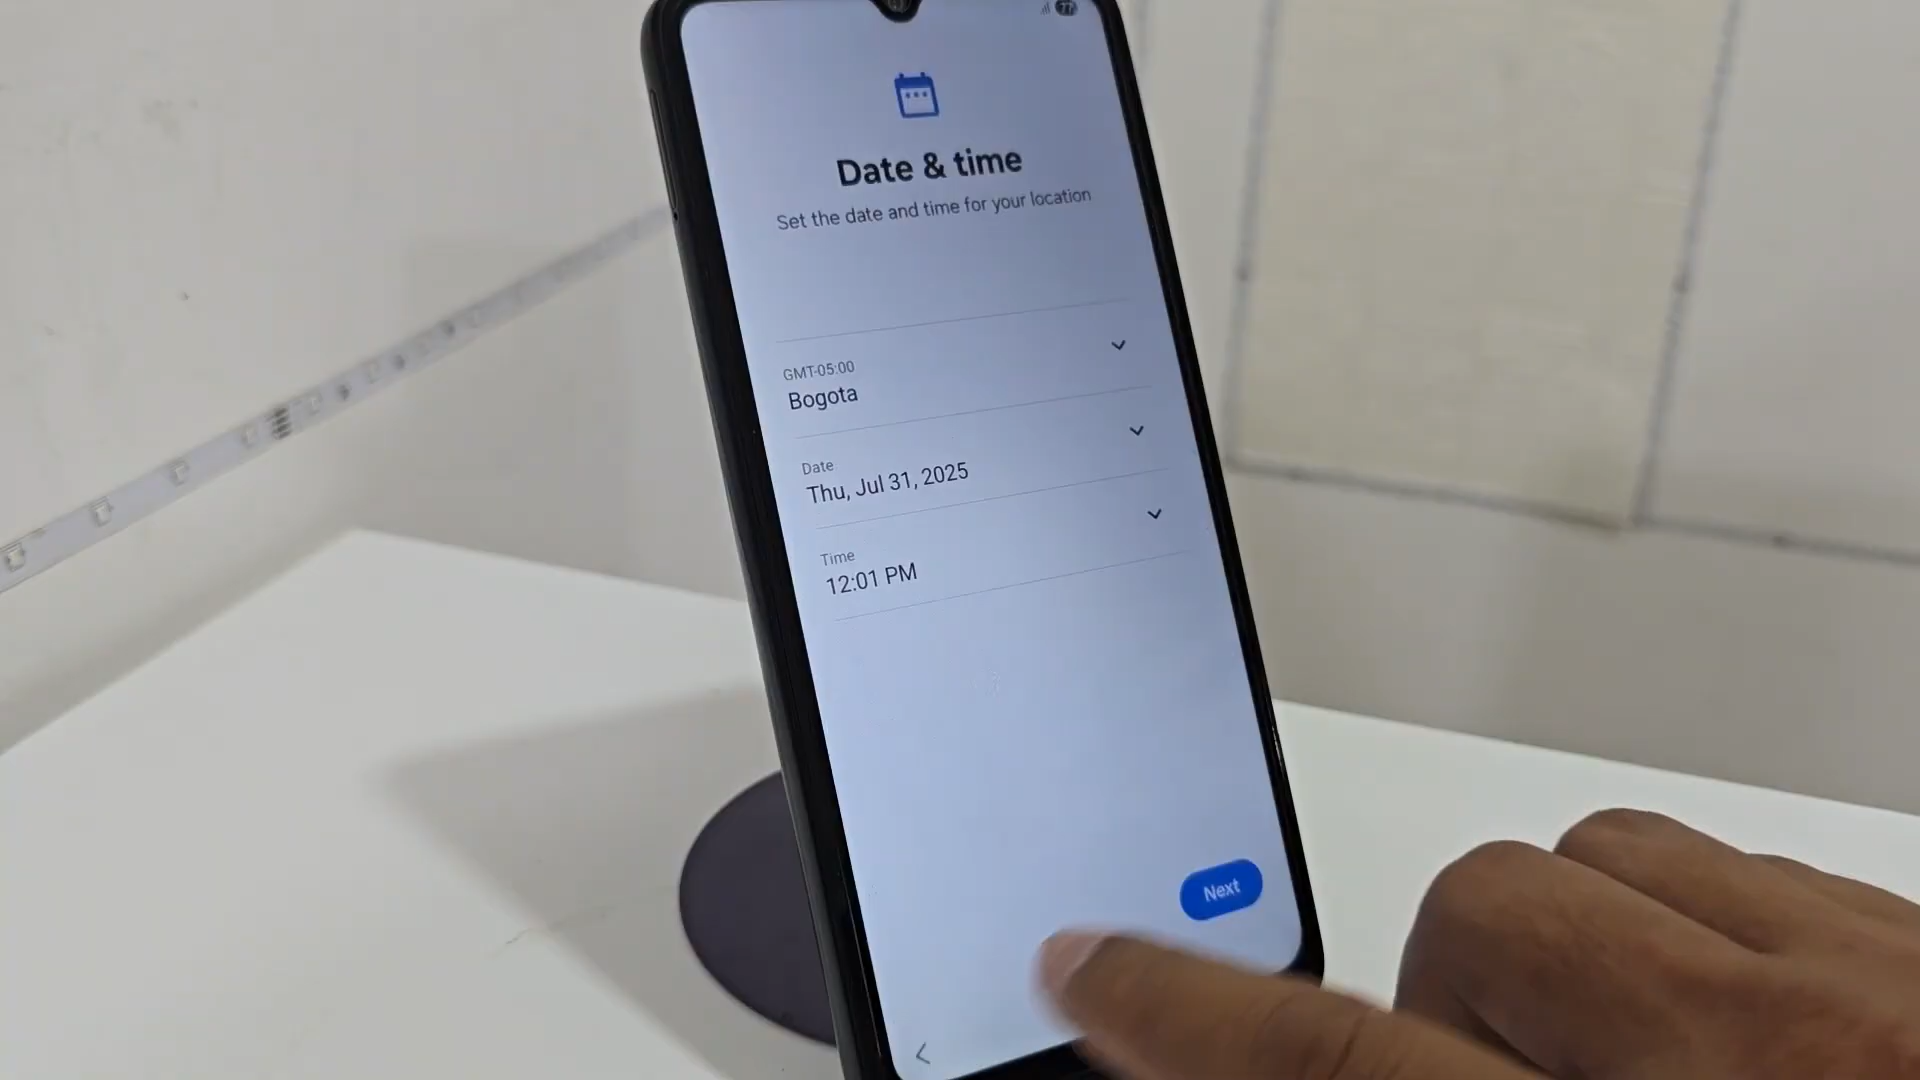 77
Date & time
Set the date and time for your location
GMT-05:00
Bogota
Date
Thu, Jul 31, 2025
Time
12:01 PM
Next